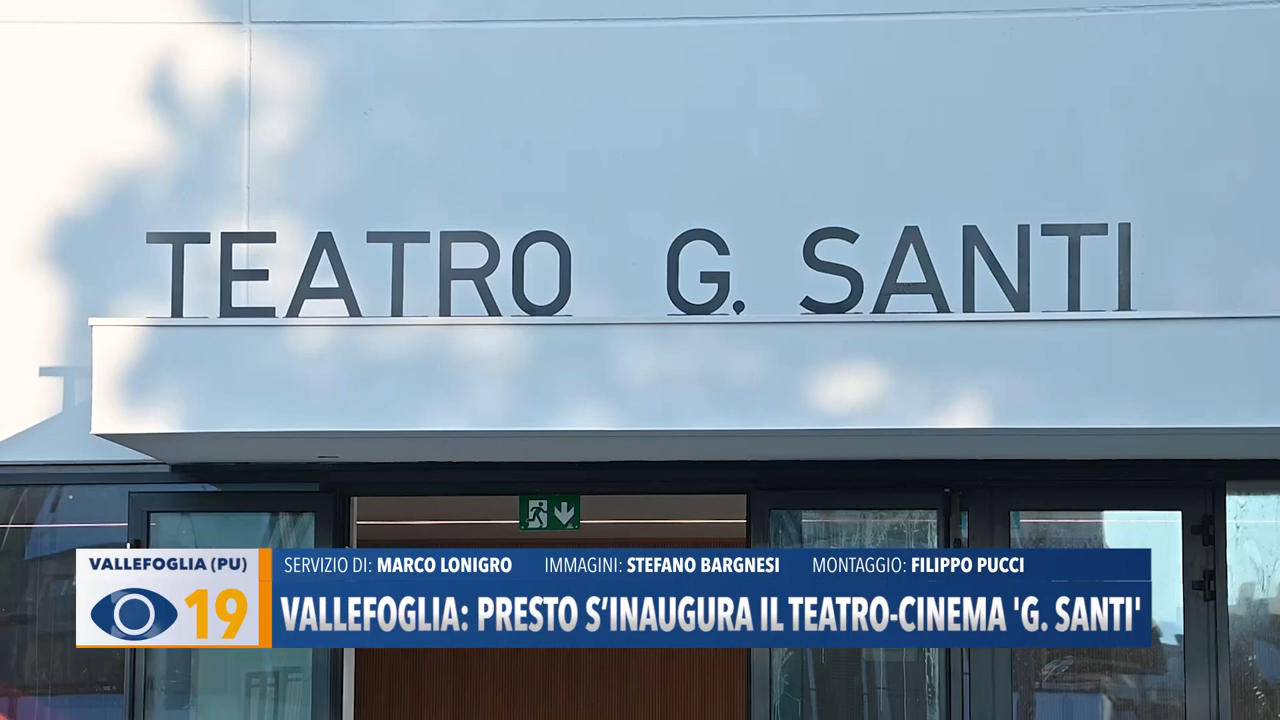 TEATRO G. SANTI
VALLEFOGLIA (PU)
19
SERVIZIO DI: MARCO LONIGRO IMMAGINI: STEFANO BARGNESI MONTAGGIO: FILIPPO PUCCI
VALLEFOGLIA: PRESTO S’INAUGURA IL TEATRO-CINEMA 'G. SANTI'